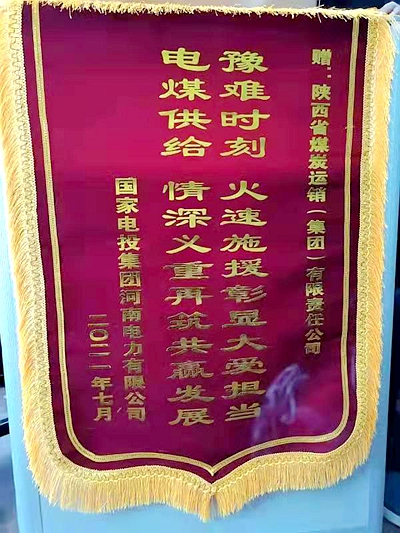 赠：陕西省煤炭运销（集团）有限责任公司
豫难时刻 火速施援彰显大爱担当
电煤供给 情深义重再筑共赢发展
国家电投集团河南电力有限公司
二〇二一年七月